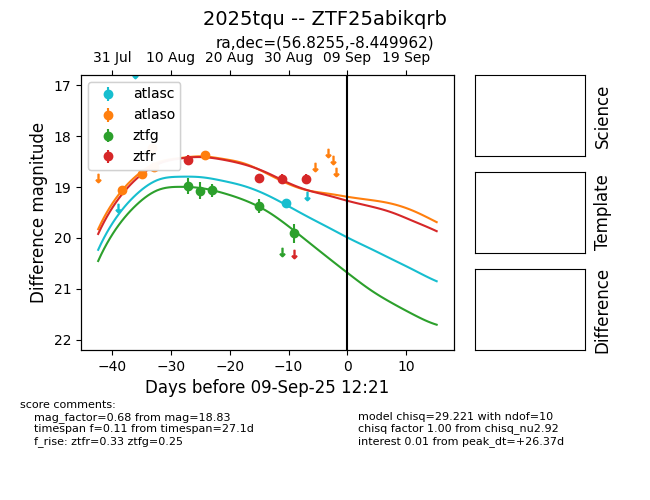 2025tqu -- ZTF25abikqrb
ra,dec=(56.8255,-8.449962)
31 Jul 10 Aug 20 Aug 30 Aug 09 Sep 19 Sep
atlasc
atlaso
ztfg
ztfr
17
18
19
20
21
22
Difference magnitude
−40 −30 −20 −10 0 10
Days before 09-Sep-25 12:21
Science
Template
Difference
score comments:
mag_factor=0.68 from mag=18.83
timespan f=0.11 from timespan=27.1d
f_rise: ztfr=0.33 ztfg=0.25
model chisq=29.221 with ndof=10
chisq factor 1.00 from chisq_nu2.92
interest 0.01 from peak_dt=+26.37d